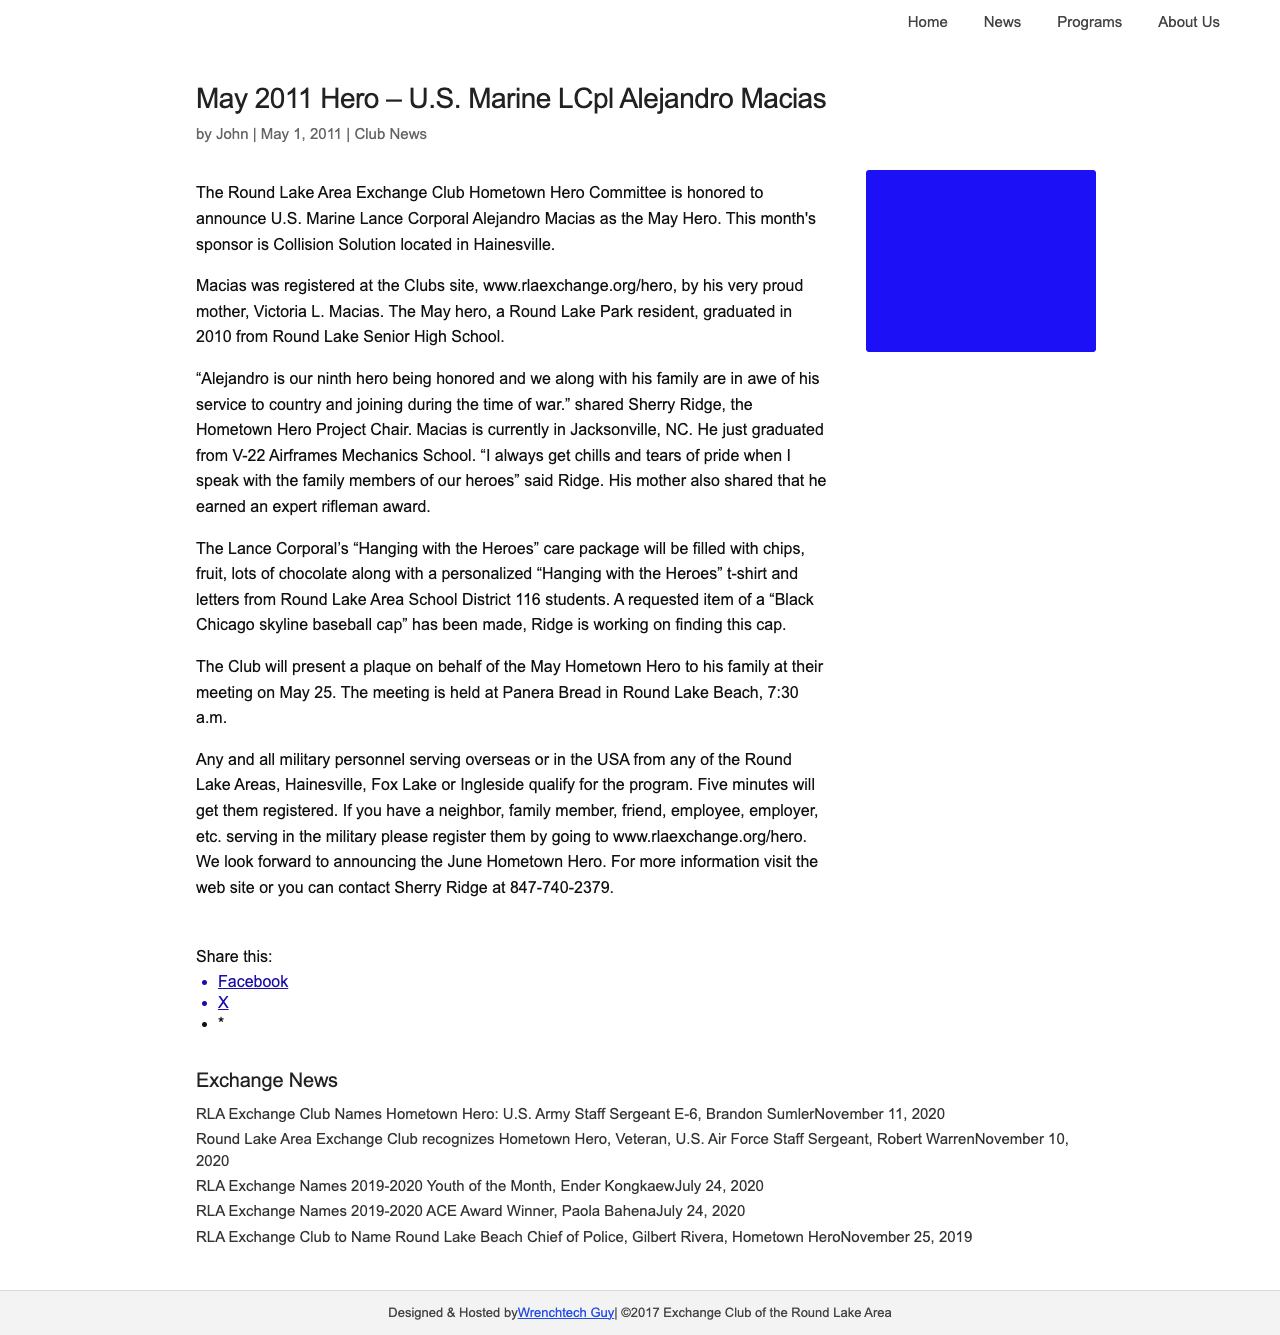 Home News Programs About Us
May 2011 Hero – U.S. Marine LCpl Alejandro Macias
by John | May 1, 2011 | Club News
The Round Lake Area Exchange Club Hometown Hero Committee is honored to
announce U.S. Marine Lance Corporal Alejandro Macias as the May Hero. This month's
sponsor is Collision Solution located in Hainesville.
Macias was registered at the Clubs site, www.rlaexchange.org/hero, by his very proud
mother, Victoria L. Macias. The May hero, a Round Lake Park resident, graduated in
2010 from Round Lake Senior High School.
“Alejandro is our ninth hero being honored and we along with his family are in awe of his
service to country and joining during the time of war.” shared Sherry Ridge, the
Hometown Hero Project Chair. Macias is currently in Jacksonville, NC. He just graduated
from V-22 Airframes Mechanics School. “I always get chills and tears of pride when I
speak with the family members of our heroes” said Ridge. His mother also shared that he
earned an expert rifleman award.
The Lance Corporal’s “Hanging with the Heroes” care package will be filled with chips,
fruit, lots of chocolate along with a personalized “Hanging with the Heroes” t-shirt and
letters from Round Lake Area School District 116 students. A requested item of a “Black
Chicago skyline baseball cap” has been made, Ridge is working on finding this cap.
The Club will present a plaque on behalf of the May Hometown Hero to his family at their
meeting on May 25. The meeting is held at Panera Bread in Round Lake Beach, 7:30
a.m.
Any and all military personnel serving overseas or in the USA from any of the Round
Lake Areas, Hainesville, Fox Lake or Ingleside qualify for the program. Five minutes will
get them registered. If you have a neighbor, family member, friend, employee, employer,
etc. serving in the military please register them by going to www.rlaexchange.org/hero.
We look forward to announcing the June Hometown Hero. For more information visit the
web site or you can contact Sherry Ridge at 847-740-2379.
Share this:
• Facebook
• X
• *
Exchange News
RLA Exchange Club Names Hometown Hero: U.S. Army Staff Sergeant E-6, Brandon SumlerNovember 11, 2020
Round Lake Area Exchange Club recognizes Hometown Hero, Veteran, U.S. Air Force Staff Sergeant, Robert WarrenNovember 10,
2020
RLA Exchange Names 2019-2020 Youth of the Month, Ender KongkaewJuly 24, 2020
RLA Exchange Names 2019-2020 ACE Award Winner, Paola BahenaJuly 24, 2020
RLA Exchange Club to Name Round Lake Beach Chief of Police, Gilbert Rivera, Hometown HeroNovember 25, 2019
Designed & Hosted byWrenchtech Guy| ©2017 Exchange Club of the Round Lake Area